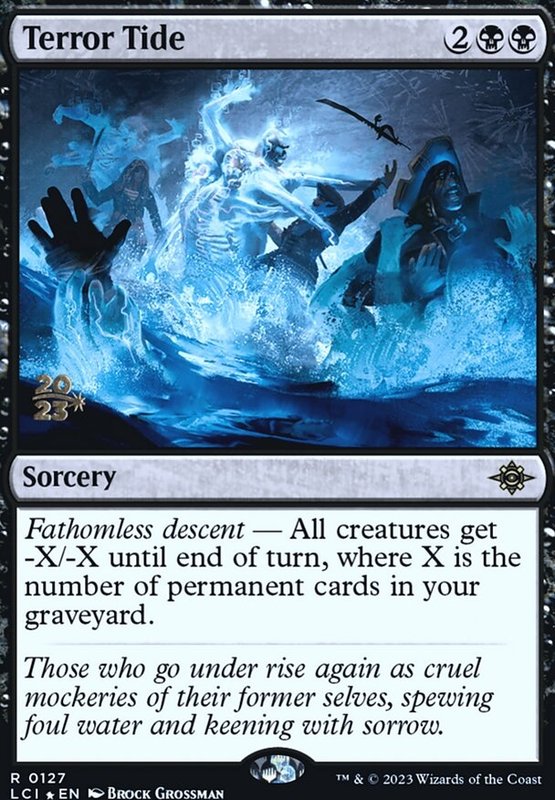 Terror Tide 2
20
23
Sorcery
Fathomless descent — All creatures get
-X/-X until end of turn, where X is the
number of permanent cards in your
graveyard.
Those who go under rise again as cruel
mockeries of their former selves, spewing
foul water and keening with sorrow.
R 0127
LCI ★ EN Brock Grossman
™ & © 2023 Wizards of the Coast